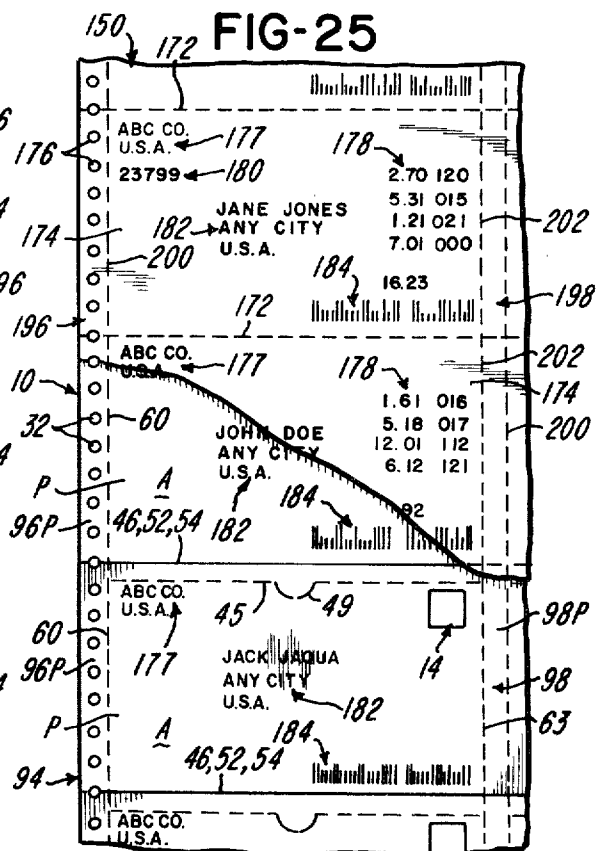 FIG-25
150
172
ABC CO.
U.S.A.
177
178
176
23799
180
2.70 120
5.31 015
1.21 021
7.01 000
JANE JONES
182
ANY CITY
U.S.A.
174
200
202
184
16.23
198
196
172
ABC CO.
U.S.A.
177
178
202
174
10
60
1.61 016
5.18 017
12.01 112
6.12 121
32
JOHN DOE
ANY CITY
U.S.A.
200
P
A
182
184
92
96P
46,52,54
ABC CO.
U.S.A.
45
49
98P
14
60
177
JACK JAQUA
ANY CITY
U.S.A.
182
98
96P
63
P
A
184
46,52,54
94
ABC CO.
U.S.A.